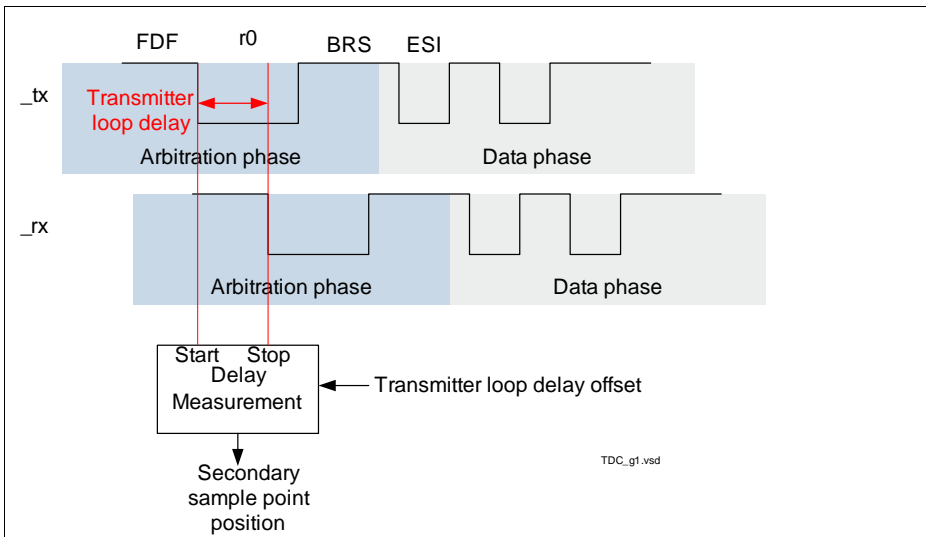 FDF r0 BRS ESI
_tx
Transmitter
loop delay
Arbitration phase Data phase
_rx
Arbitration phase Data phase
Start Stop
Delay
Measurement
Transmitter loop delay offset
TDC_g1.vsd
Secondary
sample point
position